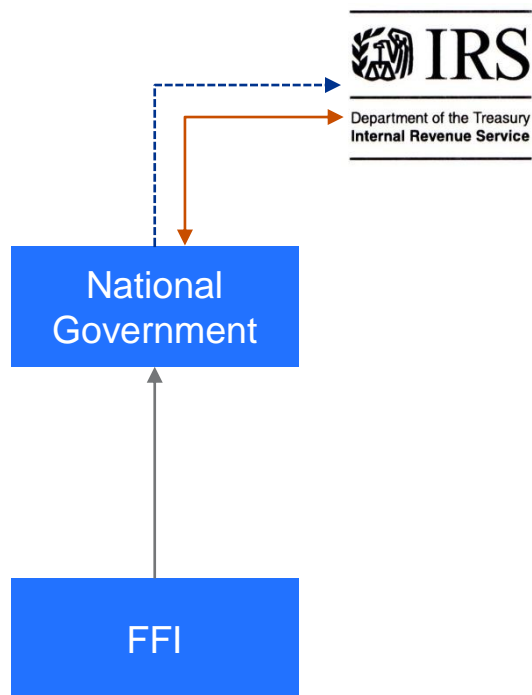 IRS
Department of the Treasury
Internal Revenue Service
National
Government
FFI